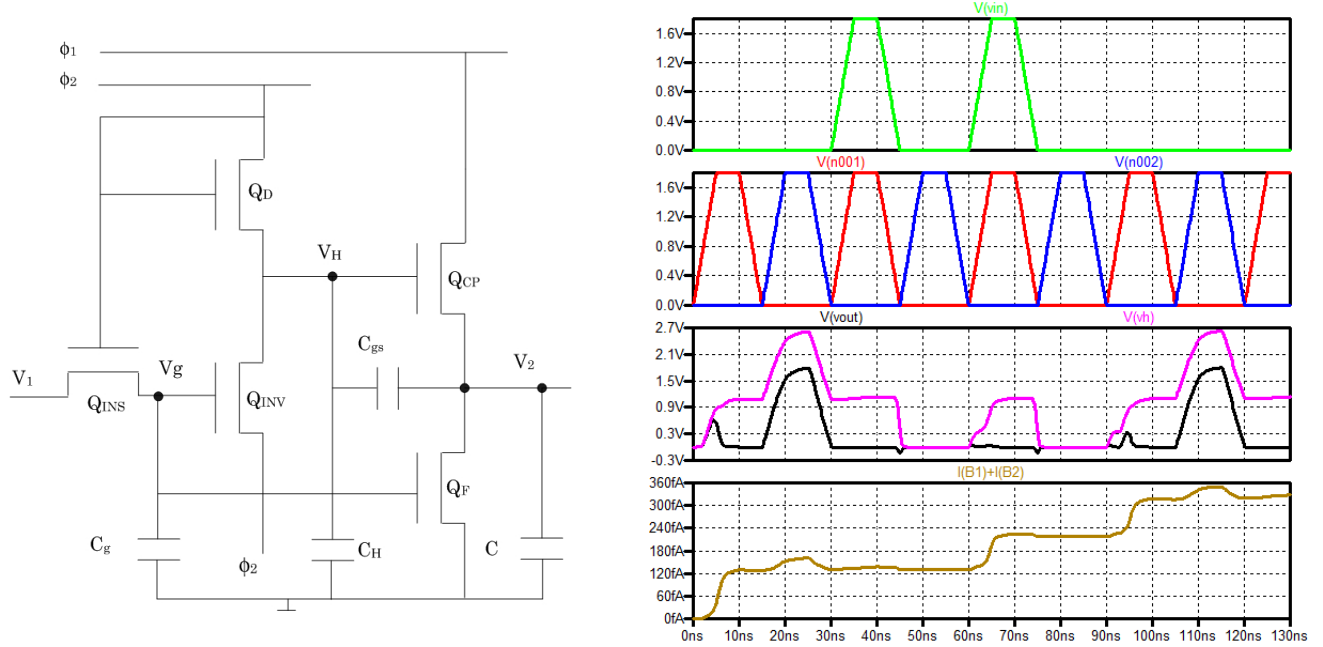 ϕ1
ϕ2
QD
VH
QCP
Cgs
V2
V1
Vg
QINS
QINV
QF
Cg
ϕ2
CH
C
V(vin)
1.6V
1.2V
0.8V
0.4V
0.0V
V(n001) V(n002)
1.6V
1.2V
0.8V
0.4V
0.0V
V(vout) V(vh)
2.7V
2.1V
1.5V
0.9V
0.3V
-0.3V
I(B1)+I(B2)
360fA
300fA
240fA
180fA
120fA
60fA
0fA
0ns 10ns 20ns 30ns 40ns 50ns 60ns 70ns 80ns 90ns 100ns 110ns 120ns 130ns